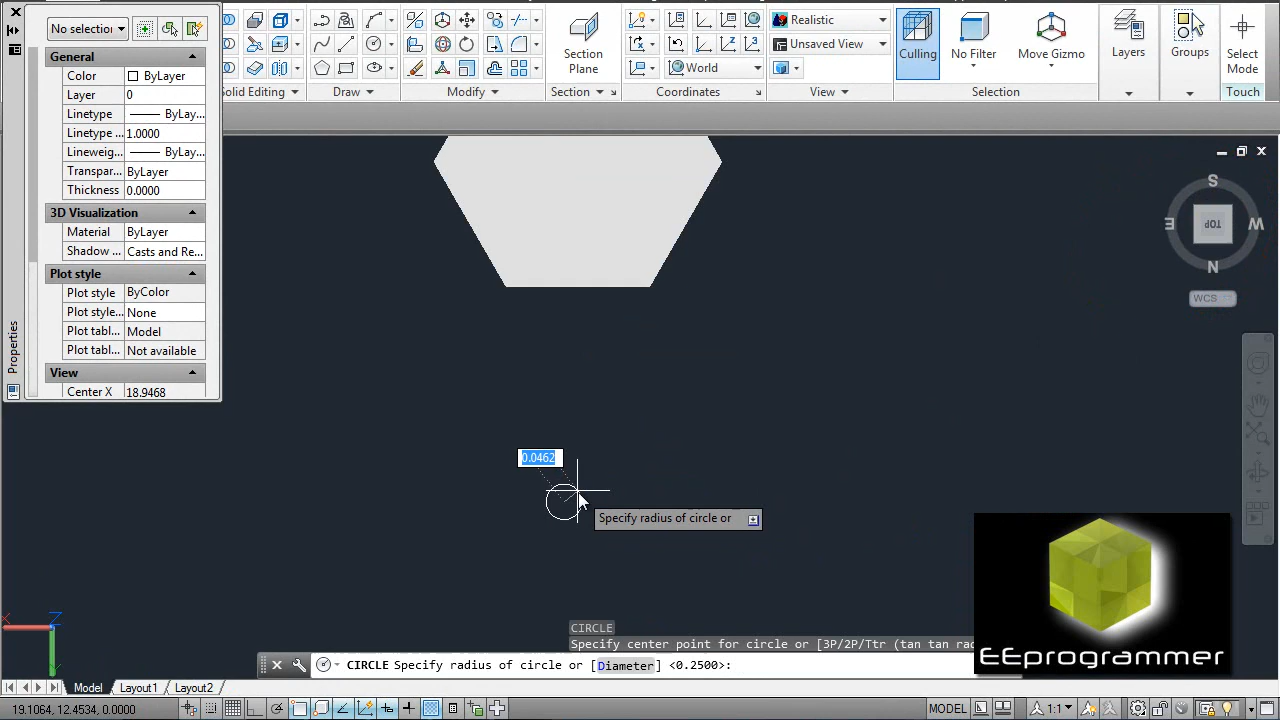 No selection
General
Color ByLayer
Layer 0
Linetype ByLay...
Linetype ... 1.0000
Lineweig... ByLay...
Transpar... ByLayer
Thickness 0.0000
3D Visualization
Material ByLayer
Shadow ... Casts and Re...
Plot style
Plot style ByColor
Plot style... None
Plot tabl... Model
Plot tabl... Not available
View
Center X 18.9468
Properties
Solid Editing
Draw
Modify
Section Plane
Section
World
Coordinates
Realistic
Unsaved View
View
Culling
No Filter
Move Gizmo
Selection
Layers
Groups
Select Mode
Touch
S
E TOP W
N
WCS
0.0462
Specify radius of circle or
X Z
Y
CIRCLE
Specify center point for circle or [3P/2P/Ttr (tan tan rad
CIRCLE Specify radius of circle or [Diameter] <0.2500>:
EEprogrammer
Model Layout1 Layout2
19.1064, 12.4534, 0.0000
MODEL
1:1